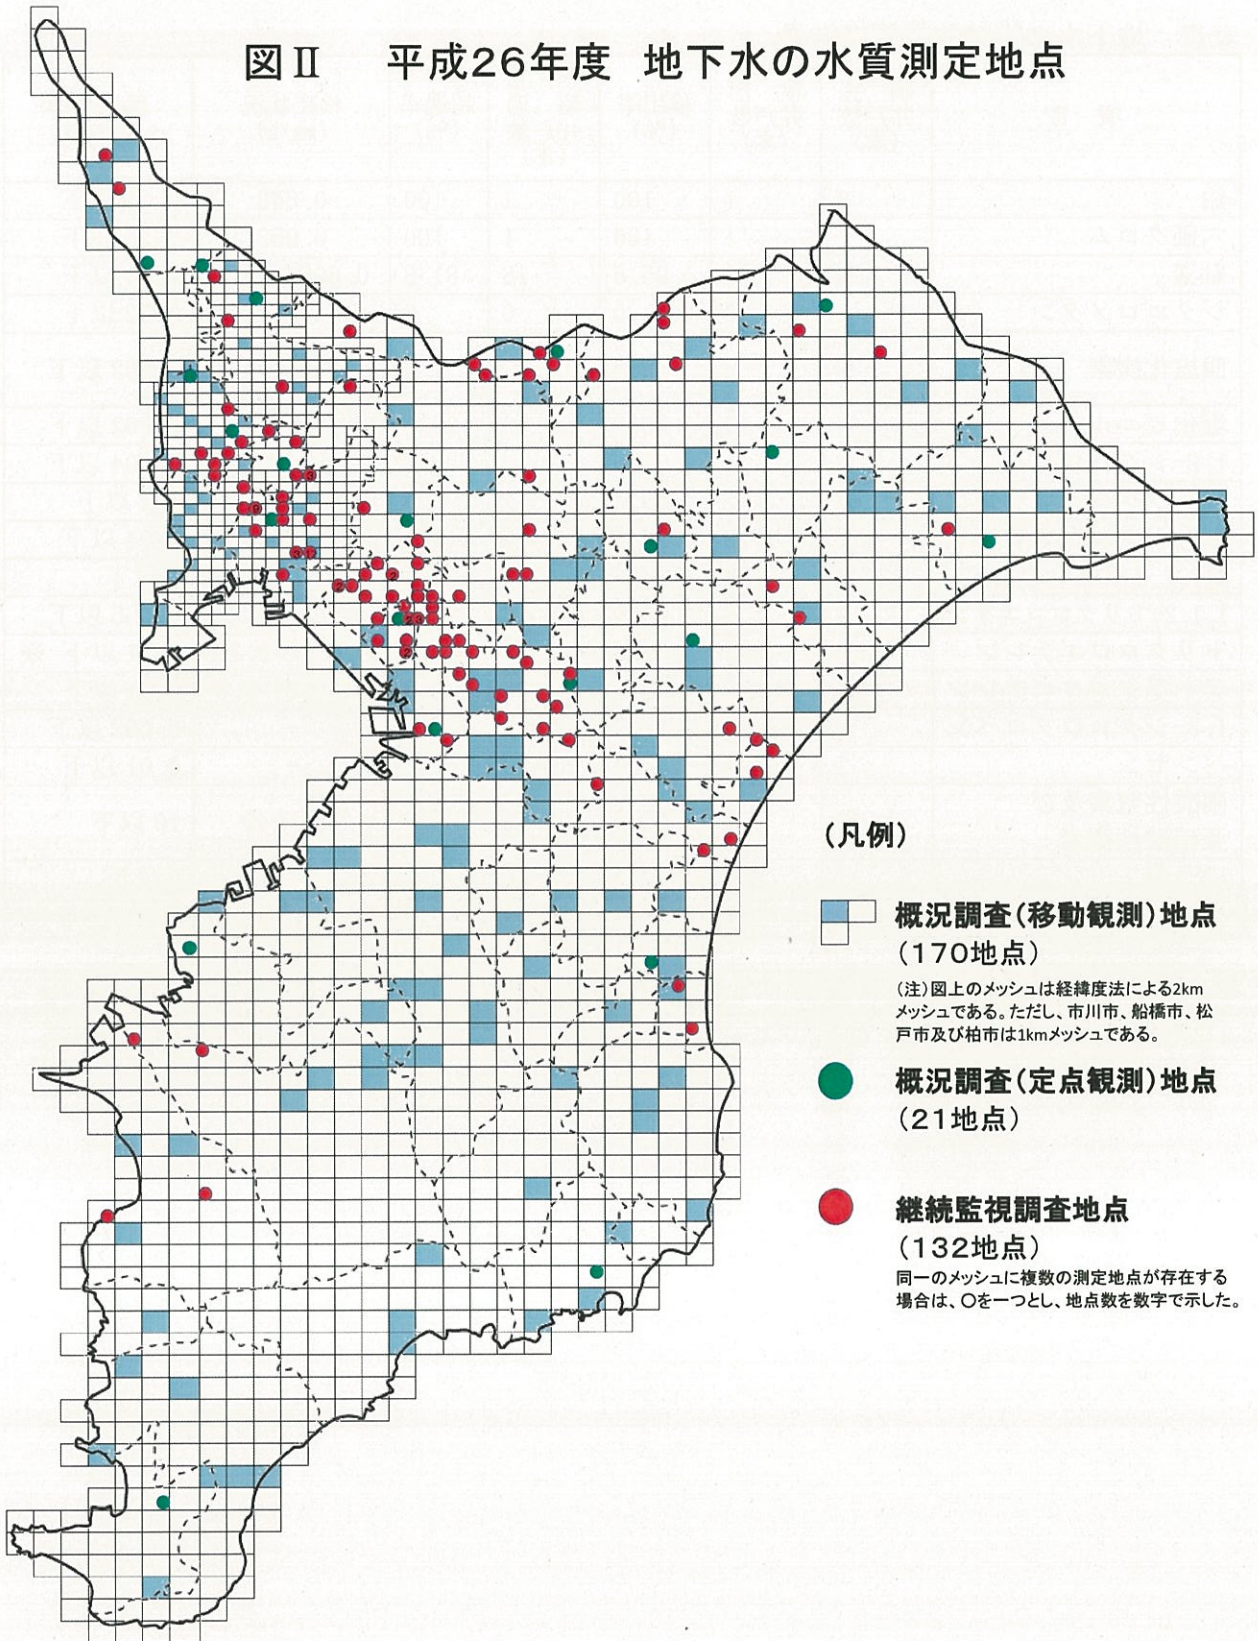 図Ⅱ 平成26年度 地下水の水質測定地点
(凡例)
概況調査(移動観測)地点
(170地点)
(注)図上のメッシュは経緯度法による2km
メッシュである。ただし、市川市、船橋市、松
戸市及び柏市は1kmメッシュである。
概況調査(定点観測)地点
(21地点)
継続監視調査地点
(132地点)
同一のメッシュに複数の測定地点が存在する
場合は、〇を一つとし、地点数を数字で示した。